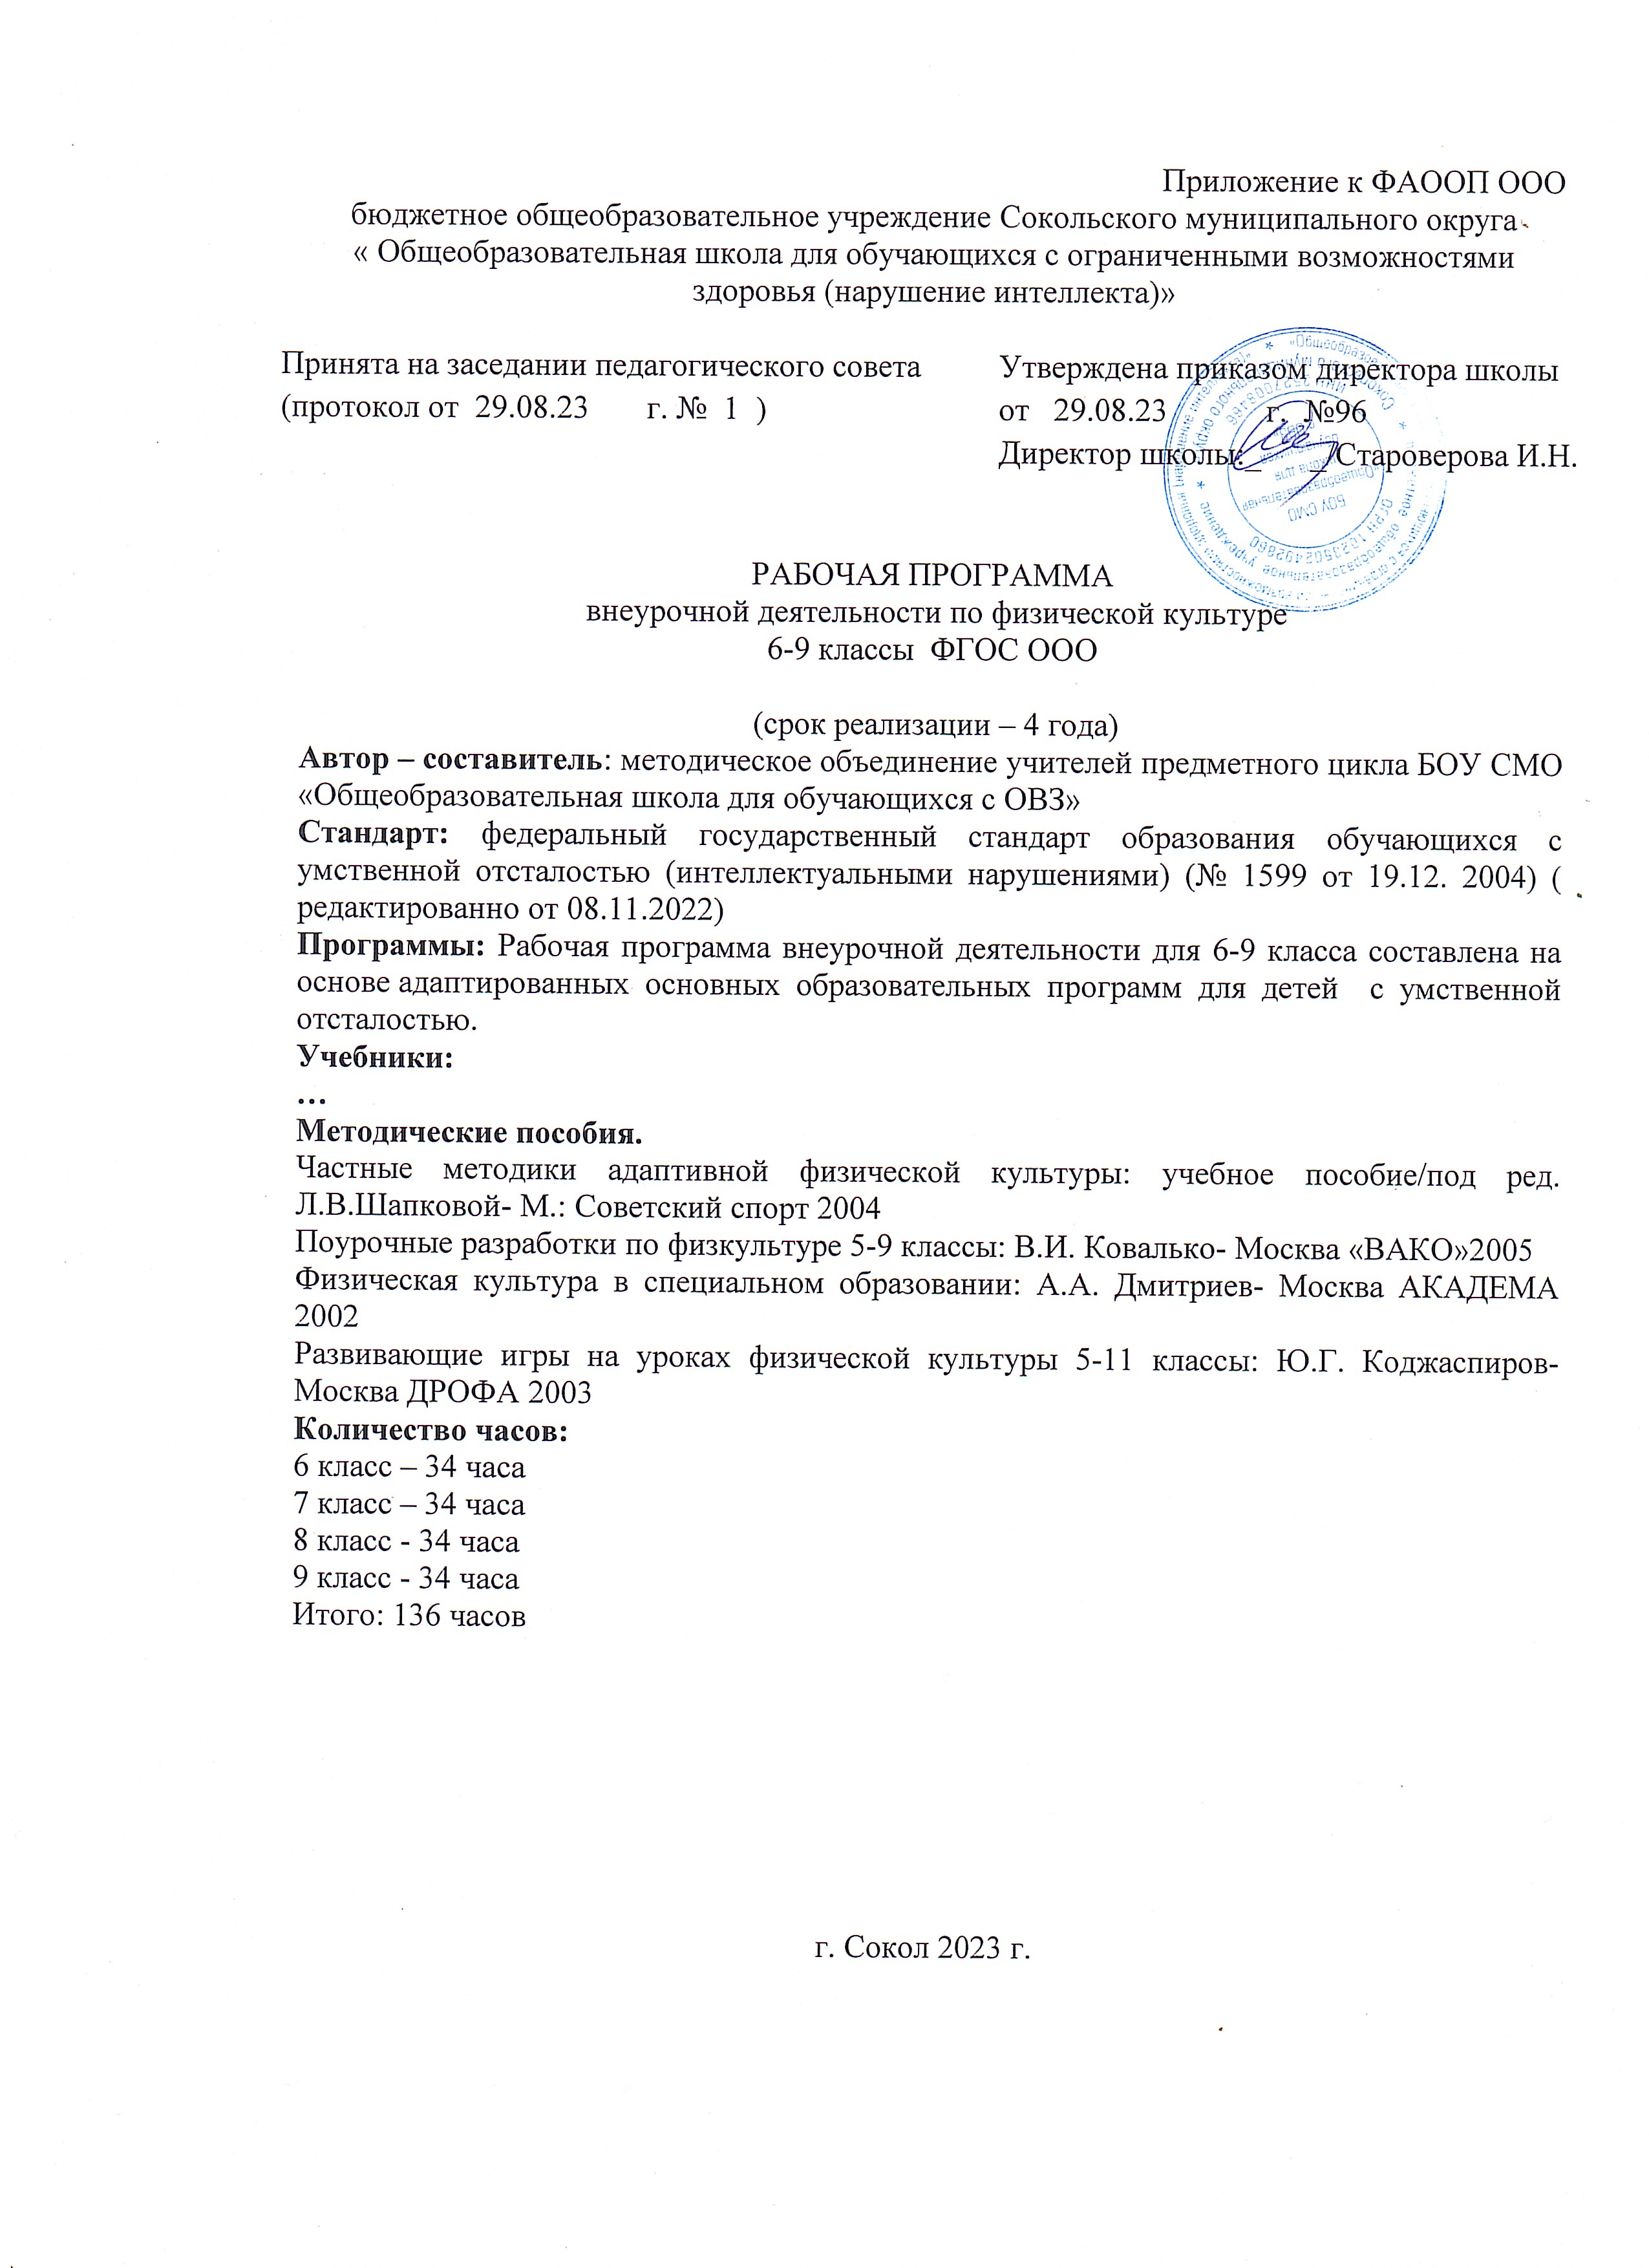 Приложение к ФАООП ООО
бюджетное общеобразовательное учреждение Сокольского муниципального округа
« Общеобразовательная школа для обучающихся с ограниченными возможностями
здоровья (нарушение интеллекта)»
Принята на заседании педагогического совета
(протокол от 29.08.23 г. № 1 )
Утверждена приказом директора школы
от 29.08.23 г. №96
Директор школы:_ _ Староверова И.Н.
БОУ СМО
«Общеобразовательная
школа для
ОГРН 1023502492860
РАБОЧАЯ ПРОГРАММА
внеурочной деятельности по физической культуре
6-9 классы ФГОС ООО
(срок реализации – 4 года)
Автор – составитель: методическое объединение учителей предметного цикла БОУ СМО
«Общеобразовательная школа для обучающихся с ОВЗ»
Стандарт: федеральный государственный стандарт образования обучающихся с
умственной отсталостью (интеллектуальными нарушениями) (№ 1599 от 19.12. 2004) (
редактированно от 08.11.2022)
Программы: Рабочая программа внеурочной деятельности для 6-9 класса составлена на
основе адаптированных основных образовательных программ для детей с умственной
отсталостью.
Учебники:
…
Методические пособия.
Частные методики адаптивной физической культуры: учебное пособие/под ред.
Л.В.Шапковой- М.: Советский спорт 2004
Поурочные разработки по физкультуре 5-9 классы: В.И. Ковалько- Москва «ВАКО»2005
Физическая культура в специальном образовании: А.А. Дмитриев- Москва АКАДЕМА
2002
Развивающие игры на уроках физической культуры 5-11 классы: Ю.Г. Коджаспиров-
Москва ДРОФА 2003
Количество часов:
6 класс – 34 часа
7 класс – 34 часа
8 класс - 34 часа
9 класс - 34 часа
Итого: 136 часов
г. Сокол 2023 г.